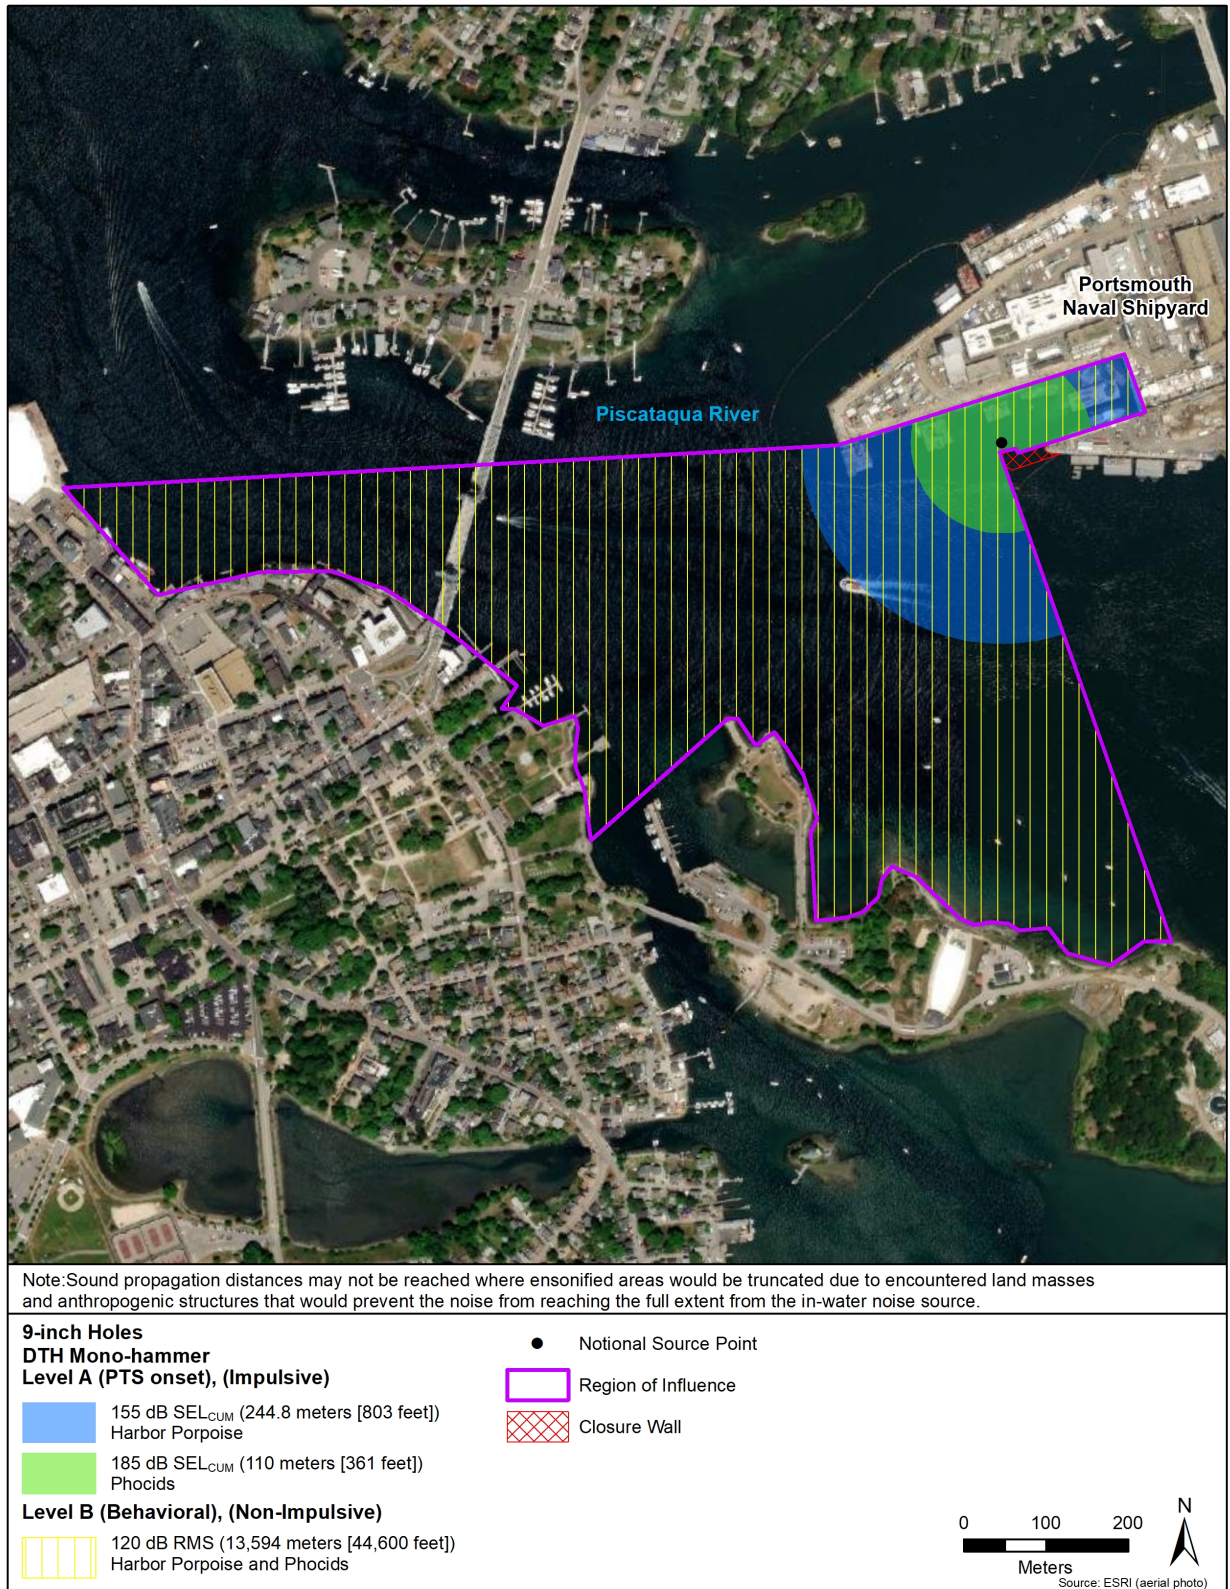 Portsmouth
Naval Shipyard
Piscataqua River
Note:Sound propagation distances may not be reached where ensonified areas would be truncated due to encountered land masses
and anthropogenic structures that would prevent the noise from reaching the full extent from the in-water noise source.
9-inch Holes
DTH Mono-hammer
Level A (PTS onset), (Impulsive)
155 dB SELCUM (244.8 meters [803 feet])
Harbor Porpoise
185 dB SELCUM (110 meters [361 feet])
Phocids
Level B (Behavioral), (Non-Impulsive)
120 dB RMS (13,594 meters [44,600 feet])
Harbor Porpoise and Phocids
Notional Source Point
Region of Influence
Closure Wall
N
0 100 200
Meters
Source: ESRI (aerial photo)